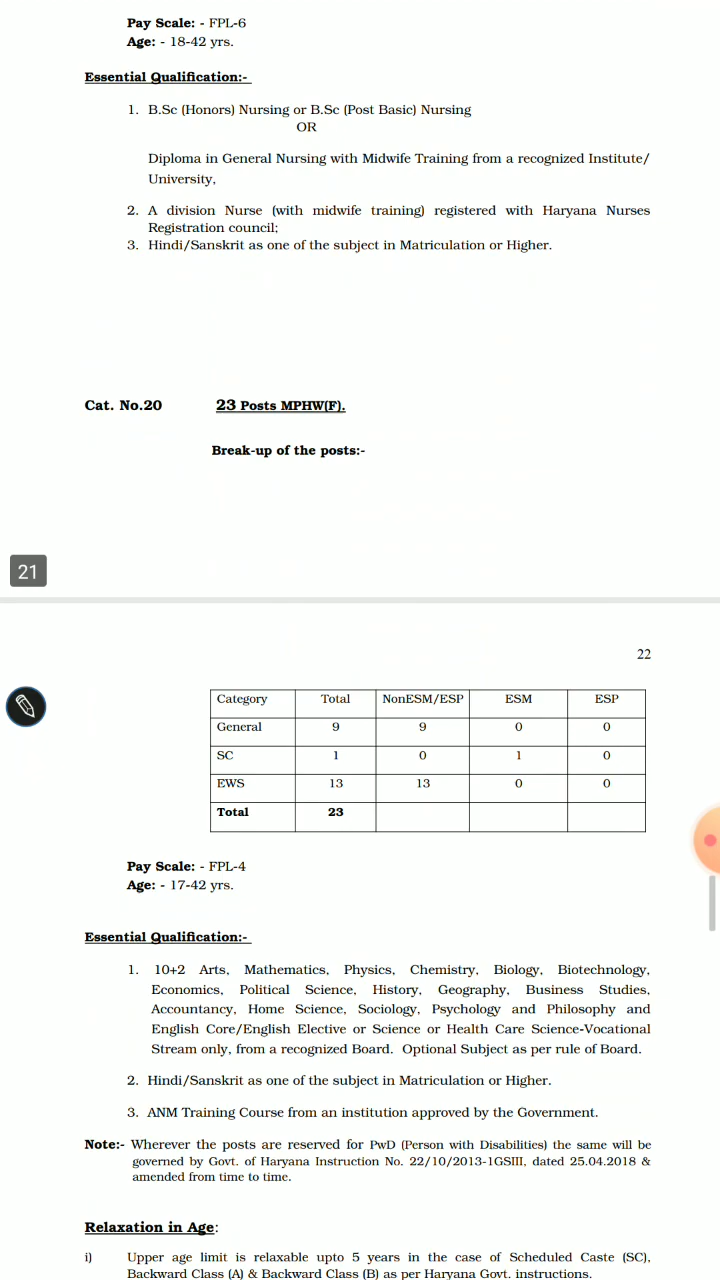 Pay Scale: - FPL-6
Age: - 18-42 yrs.
Essential Qualification:-
1. B.Sc (Honors) Nursing or B.Sc (Post Basic) Nursing
OR
Diploma in General Nursing with Midwife Training from a recognized Institute/
University,
2. A division Nurse (with midwife training) registered with Haryana Nurses
Registration council;
3. Hindi/Sanskrit as one of the subject in Matriculation or Higher.
Cat. No.20 23 Posts MPHW(F).
Break-up of the posts:-
21
22
Category Total NonESM/ESP ESM ESP
General 9 9 0 0
SC 1 0 1 0
EWS 13 13 0 0
Total 23
Pay Scale: - FPL-4
Age: - 17-42 yrs.
Essential Qualification:-
1. 10+2 Arts, Mathematics, Physics, Chemistry, Biology, Biotechnology,
Economics, Political Science, History, Geography, Business Studies,
Accountancy, Home Science, Sociology, Psychology and Philosophy and
English Core/English Elective or Science or Health Care Science-Vocational
Stream only, from a recognized Board. Optional Subject as per rule of Board.
2. Hindi/Sanskrit as one of the subject in Matriculation or Higher.
3. ANM Training Course from an institution approved by the Government.
Note:- Wherever the posts are reserved for PwD (Person with Disabilities) the same will be
governed by Govt. of Haryana Instruction No. 22/10/2013-1GSIII, dated 25.04.2018 &
amended from time to time.
Relaxation in Age:
i) Upper age limit is relaxable upto 5 years in the case of Scheduled Caste (SC),
Backward Class (A) & Backward Class (B) as per Haryana Govt. instructions.